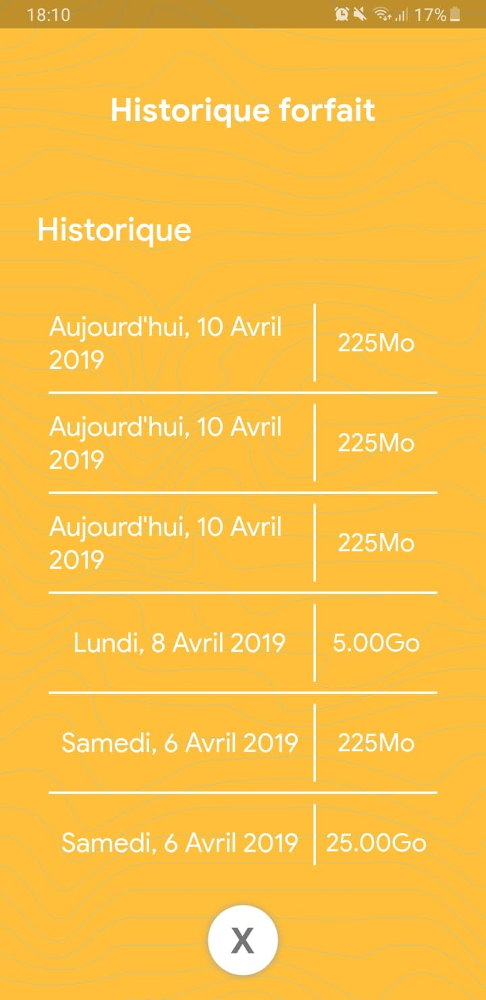 18:10 17%
Historique forfait
Historique
Aujourd'hui, 10 Avril
2019
225Mo
Aujourd'hui, 10 Avril
2019
225Mo
Aujourd'hui, 10 Avril
2019
225Mo
Lundi, 8 Avril 2019 5.00Go
Samedi, 6 Avril 2019 225Mo
Samedi, 6 Avril 2019 25.00Go
X